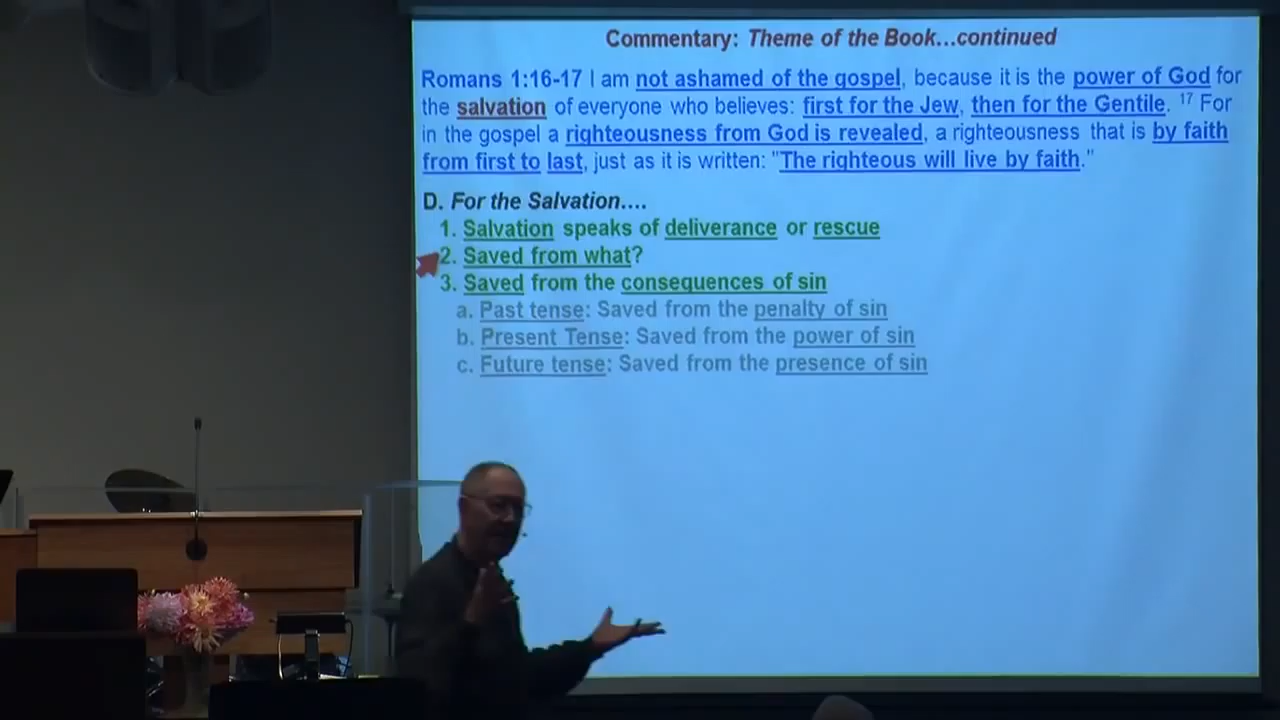 Commentary: Theme of the Book...continued
Romans 1:16-17 I am not ashamed of the gospel, because it is the power of God for
the salvation of everyone who believes: first for the Jew, then for the Gentile. 17 For
in the gospel a righteousness from God is revealed, a righteousness that is by faith
from first to last, just as it is written: "The righteous will live by faith."
D. For the Salvation....
1. Salvation speaks of deliverance or rescue
2. Saved from what?
3. Saved from the consequences of sin
a. Past tense: Saved from the penalty of sin
b. Present Tense: Saved from the power of sin
c. Future tense: Saved from the presence of sin